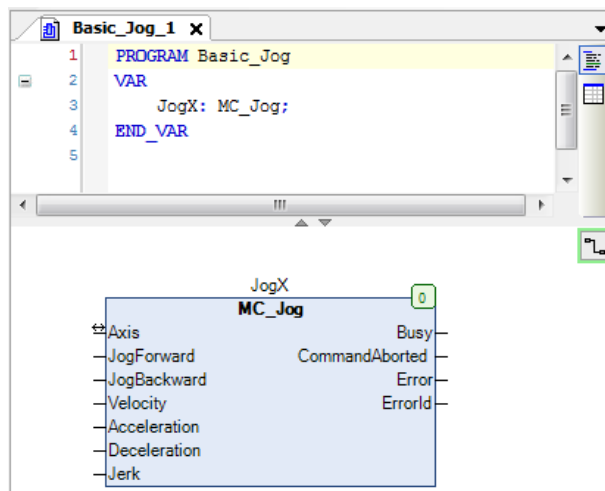 Basic_Jog_1 X
1 PROGRAM Basic_Jog
2 VAR
3 JogX: MC_Jog;
4 END_VAR
5
JogX
MC_Jog 0
Axis Busy
JogForward CommandAborted
JogBackward Error
Velocity ErrorId
Acceleration
Deceleration
Jerk